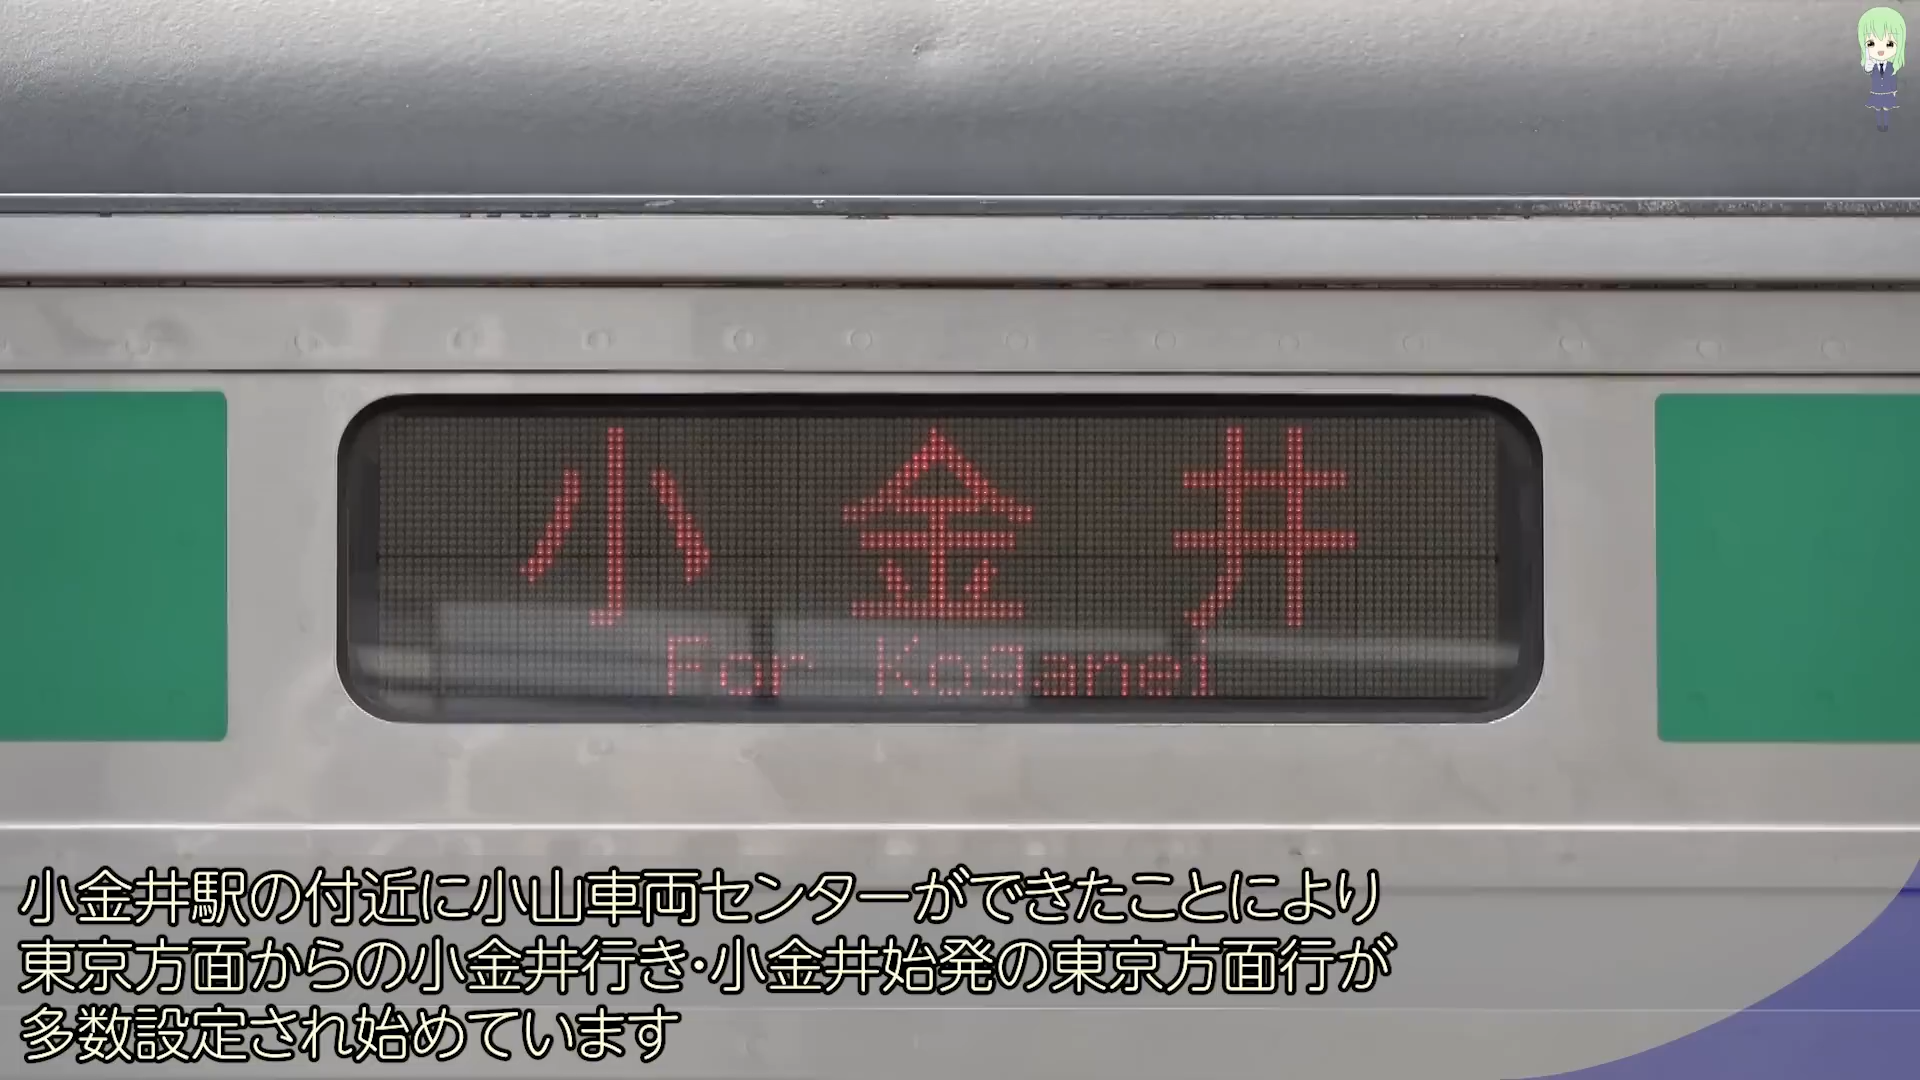 小金井
For Koganei
小金井駅の付近に小山車両センターができたことにより
東京方面からの小金井行き・小金井始発の東京方面行が
多数設定され始めています